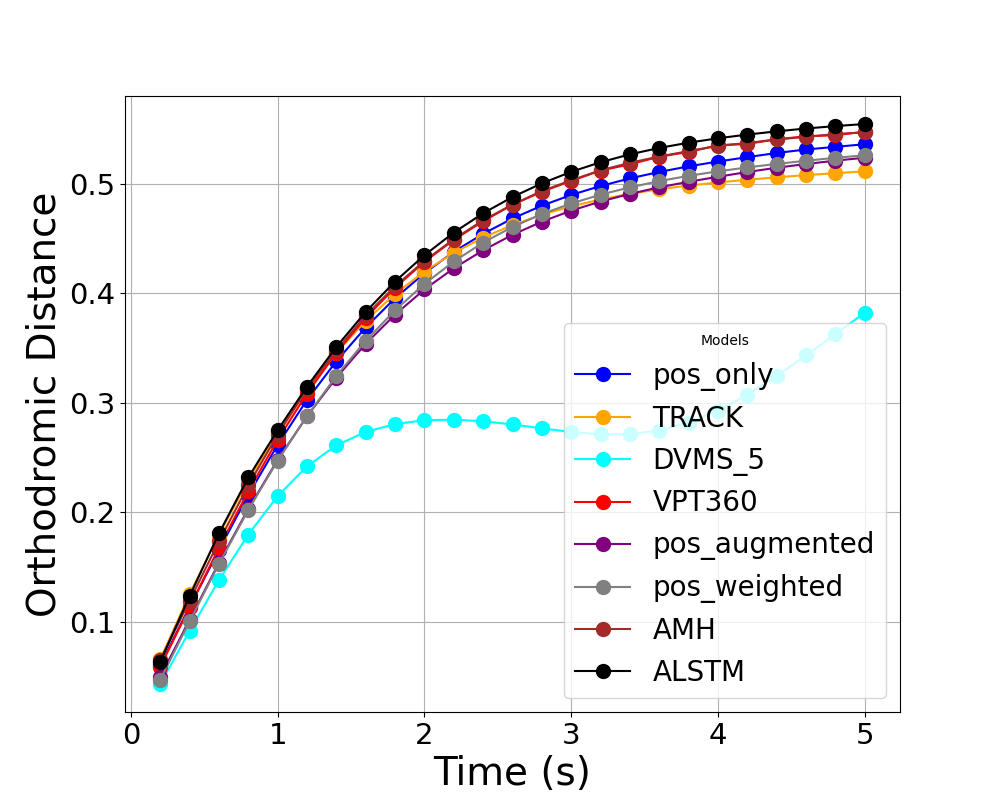 Orthodromic Distance
0.5
0.4
0.3
0.2
0.1
Models
pos_only
TRACK
DVMS_5
VPT360
pos_augmented
pos_weighted
AMH
ALSTM
0 1 2 3 4 5
Time (s)